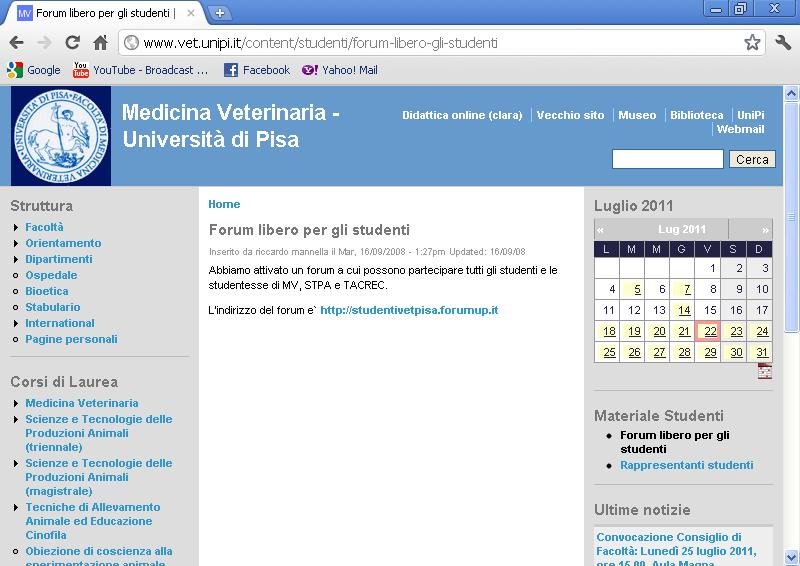 Forum libero per gli studenti |
www.vet.unipi.it/content/studenti/forum-libero-gli-studenti
Google
YouTube - Broadcast ...
Facebook
Yahoo! Mail
Medicina Veterinaria -
Università di Pisa
Didattica online (clara)
Vecchio sito
Museo
Biblioteca
UniPi
Webmail
Cerca
Struttura
Facoltà
Orientamento
Dipartimenti
Ospedale
Bioetica
Stabulario
International
Pagine personali
Corsi di Laurea
Medicina Veterinaria
Scienze e Tecnologie delle
Produzioni Animali
(triennale)
Scienze e Tecnologie delle
Produzioni Animali
(magistrale)
Tecniche di Allevamento
Animale ed Educazione
Cinofila
Obiezione di coscienza alla
sperimentazione animale
Home
Forum libero per gli studenti
Inserito da riccardo mannella il Mar, 16/09/2008 - 1:27pm Updated: 16/09/08
Abbiamo attivato un forum a cui possono partecipare tutti gli studenti e le
studentesse di MV, STPA e TACREC.
L'indirizzo del forum e` http://studentivetpisa.forumup.it
Luglio 2011
« Lug 2011 »
L M M G V S D
1 2 3
4 5 6 7 8 9 10
11 12 13 14 15 16 17
18 19 20 21 22 23 24
25 26 27 28 29 30 31
Materiale Studenti
Forum libero per gli
studenti
Rappresentanti studenti
Ultime notizie
Convocazione Consiglio di
Facoltà: Lunedì 25 luglio 2011,
ore 15.00, Aula Magna